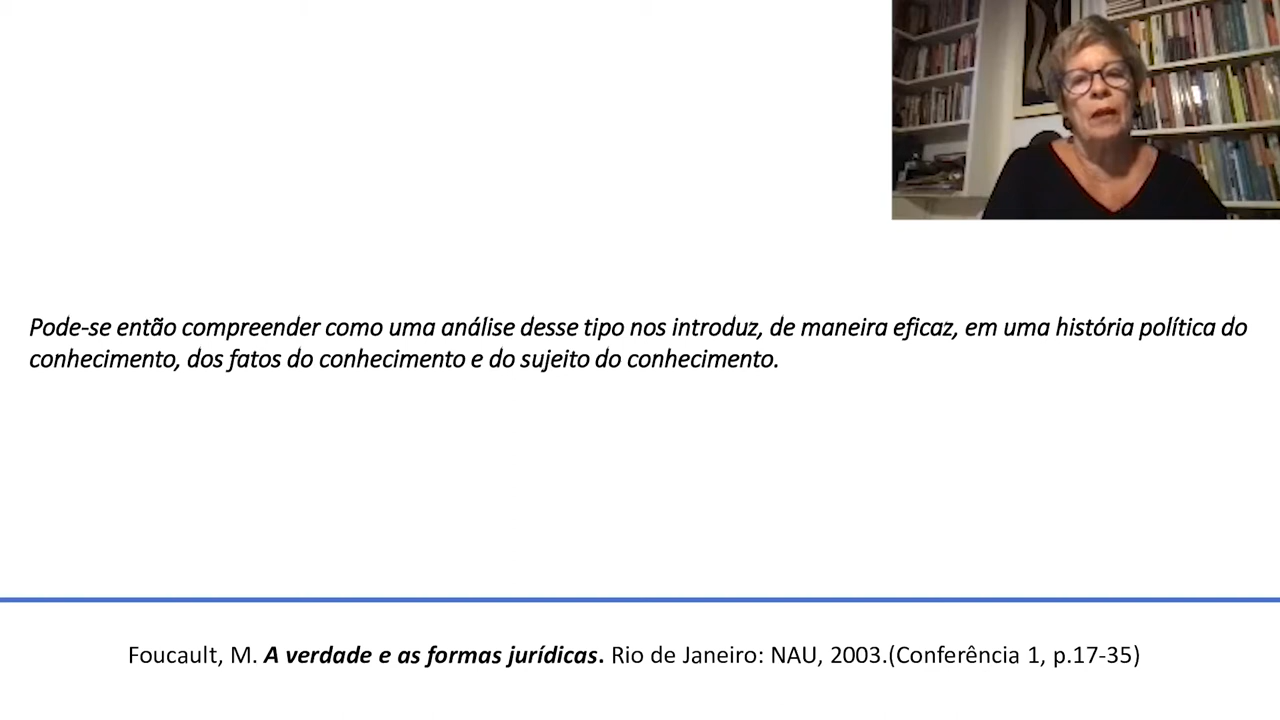 Pode-se então compreender como uma análise desse tipo nos introduz, de maneira eficaz, em uma história política do
conhecimento, dos fatos do conhecimento e do sujeito do conhecimento.
Foucault, M. A verdade e as formas jurídicas. Rio de Janeiro: NAU, 2003.(Conferência 1, p.17-35)